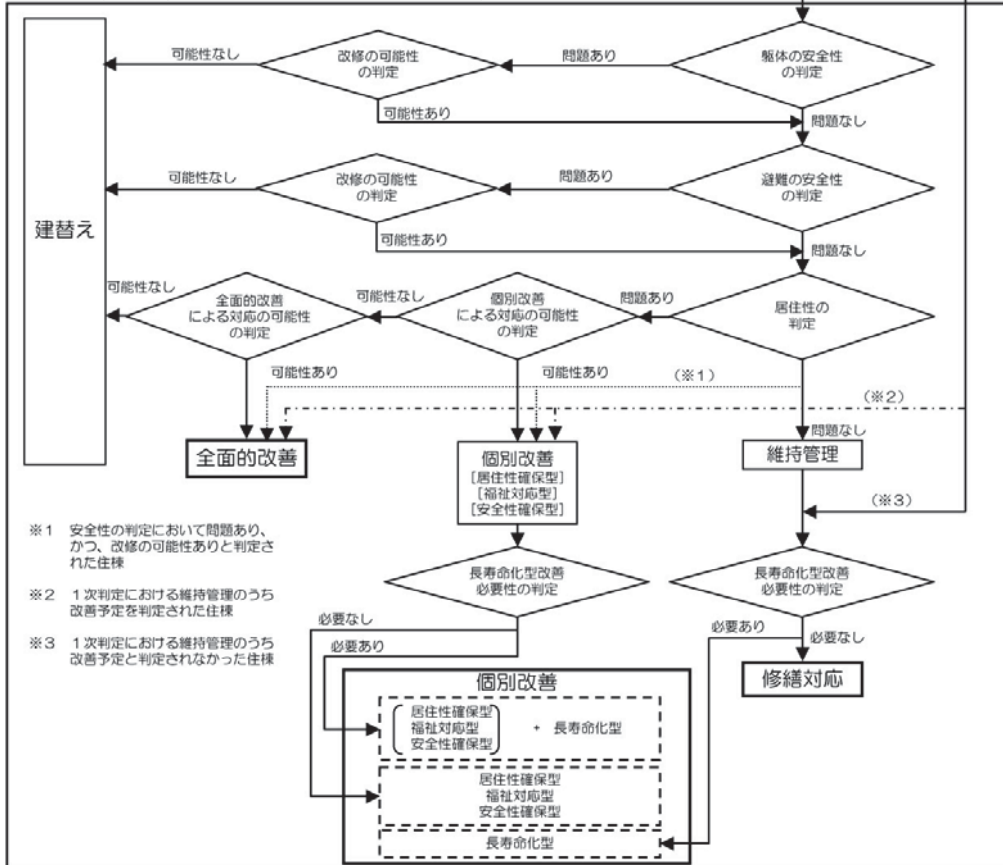 可能性なし
改修の可能性
の判定
問題あり
躯体の安全性
の判定
可能性あり
問題なし
可能性なし
改修の可能性
の判定
問題あり
避難の安全性
の判定
建替え
可能性あり
問題なし
可能性なし
全面的改善
による対応の可能性
の判定
可能性なし
個別改善
による対応の可能性
の判定
問題あり
居住性の
判定
可能性あり
可能性あり
(※1)
(※2)
問題なし
全面的改善
個別改善
[居住性確保型]
[福祉対応型]
[安全性確保型]
維持管理
(※3)
※1 安全性の判定において問題あり、
かつ、改修の可能性ありと判定さ
れた住棟
※2 1次判定における維持管理のうち
改善予定を判定された住棟
※3 1次判定における維持管理のうち
改善予定と判定されなかった住棟
長寿命化型改善
必要性の判定
長寿命化型改善
必要性の判定
必要なし
必要あり
必要あり
必要なし
修繕対応
個別改善
居住性確保型
福祉対応型 + 長寿命化型
安全性確保型
居住性確保型
福祉対応型
安全性確保型
長寿命化型